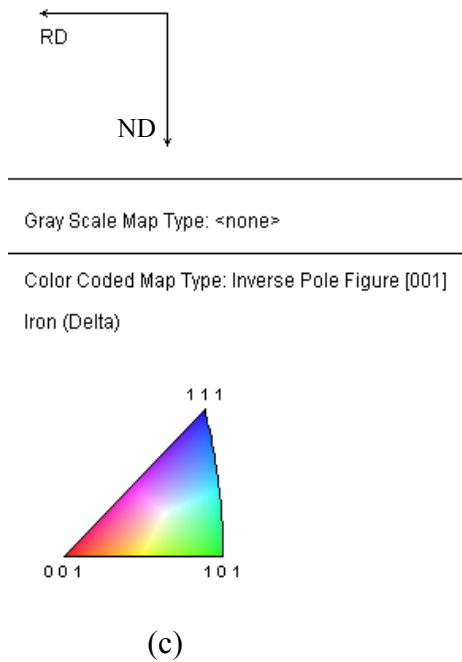 RD
ND
Gray Scale Map Type: <none>
Color Coded Map Type: Inverse Pole Figure [001]
Iron (Delta)
1 1 1
0 0 1
1 0 1
(c)